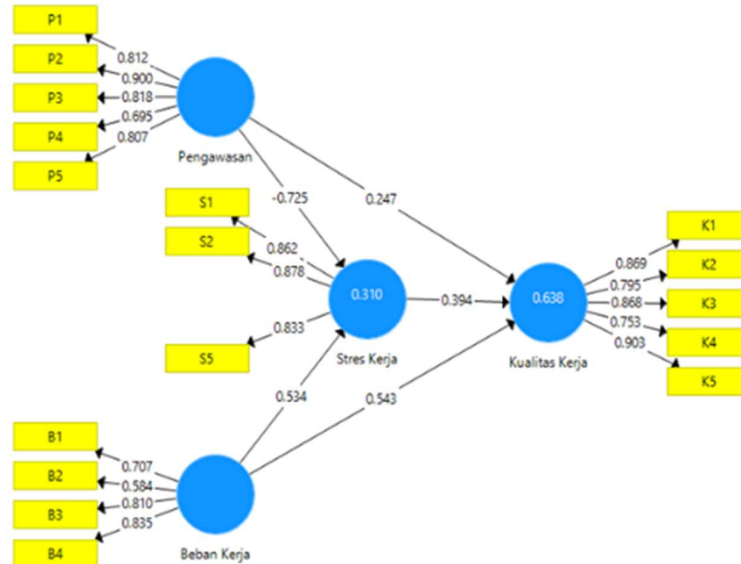 P1
P2
P3
P4
P5
0.812
0.900
0.818
0.695
0.807
Pengawasan
-0.725
0.247
S1
S2
S5
0.862
0.878
0.833
0.310
Stres Kerja
0.394
0.638
Kualitas Kerja
0.869
0.795
0.868
0.753
0.903
K1
K2
K3
K4
K5
0.534
0.543
B1
B2
B3
B4
0.707
0.584
0.810
0.835
Beban Kerja